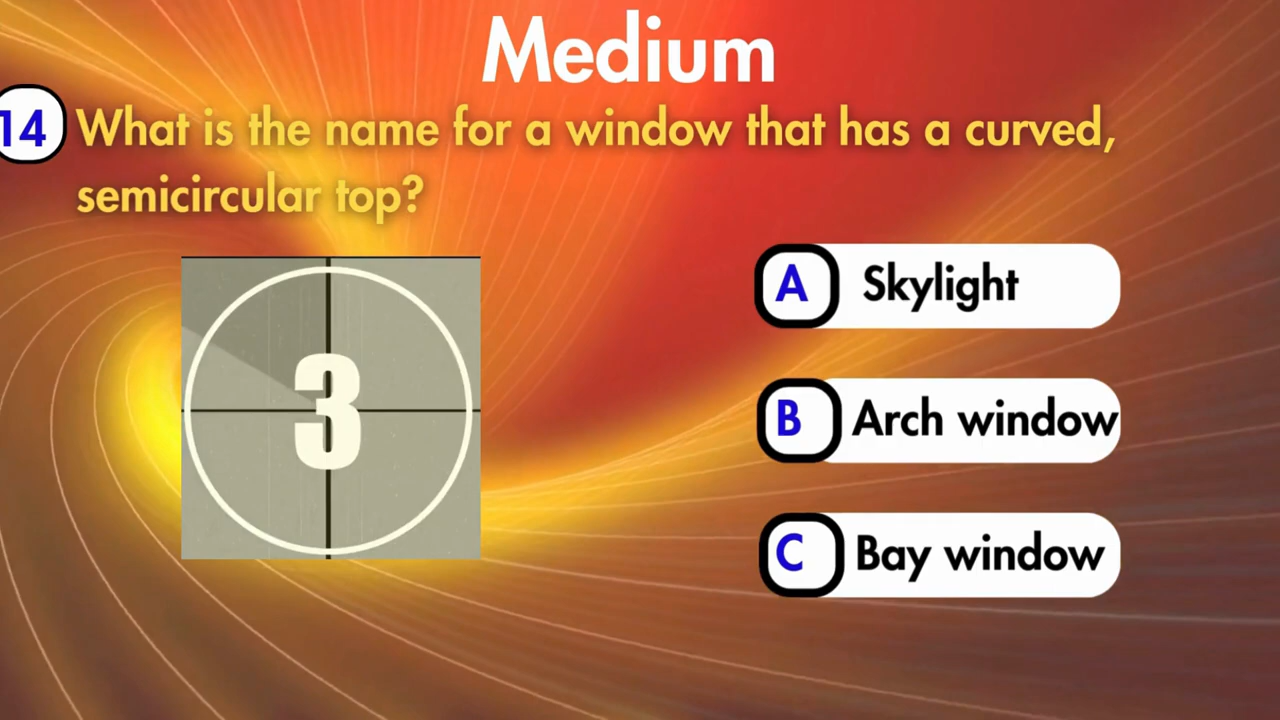 Medium
14 What is the name for a window that has a curved,
semicircular top?
3
A Skylight
B Arch window
C Bay window